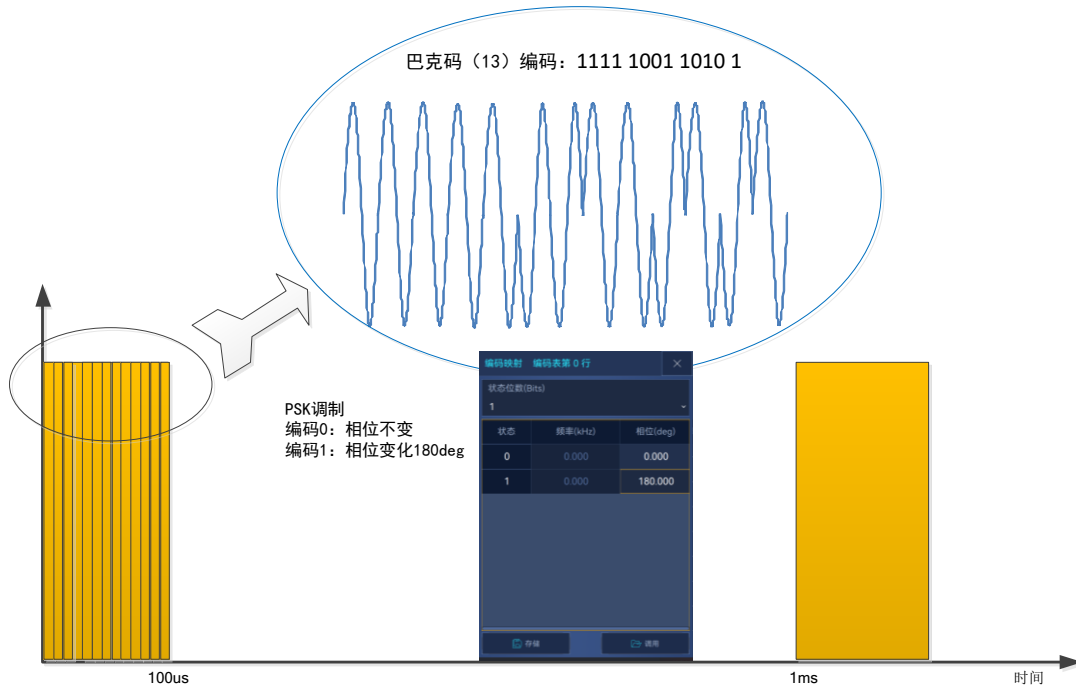 巴克码（13）编码：1111 1001 1010 1
编码映射 编码表第 0 行
状态位数(Bits)
1
状态 频率(kHz) 相位(deg)
0 0.000 0.000
1 0.000 180.000
存储 调用
PSK调制
编码0：相位不变
编码1：相位变化180deg
100us
1ms
时间